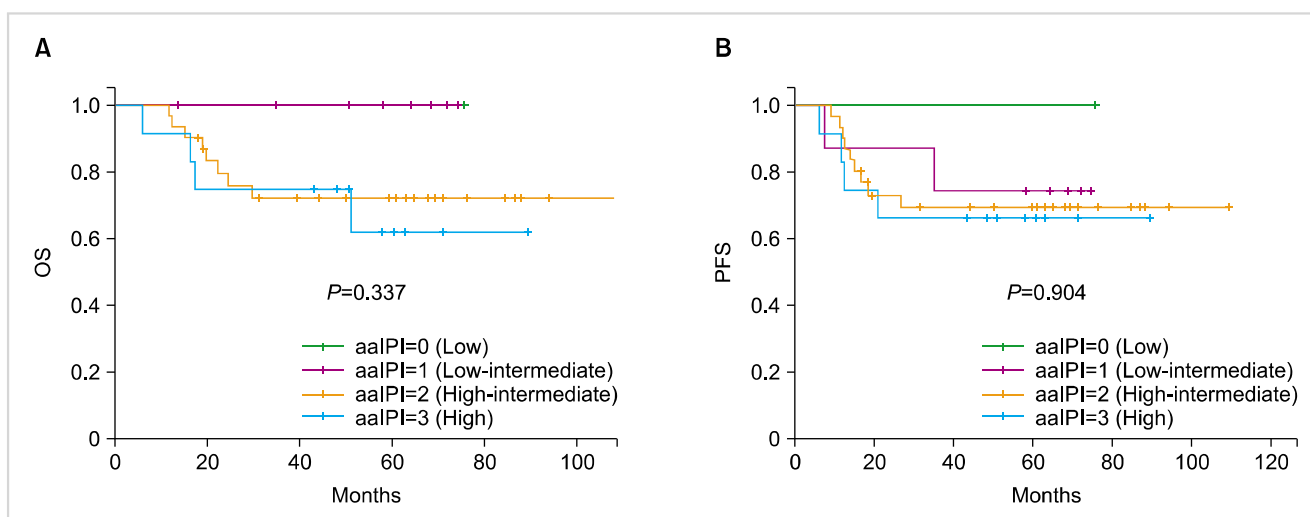 A
OS
1.0
0.8
0.6
0.4
0.2
0
P=0.337
aaIPI=0 (Low)
aaIPI=1 (Low-intermediate)
aaIPI=2 (High-intermediate)
aaIPI=3 (High)
0 20 40 60 80 100
Months
B
PFS
1.0
0.8
0.6
0.4
0.2
0
P=0.904
aaIPI=0 (Low)
aaIPI=1 (Low-intermediate)
aaIPI=2 (High-intermediate)
aaIPI=3 (High)
0 20 40 60 80 100 120
Months